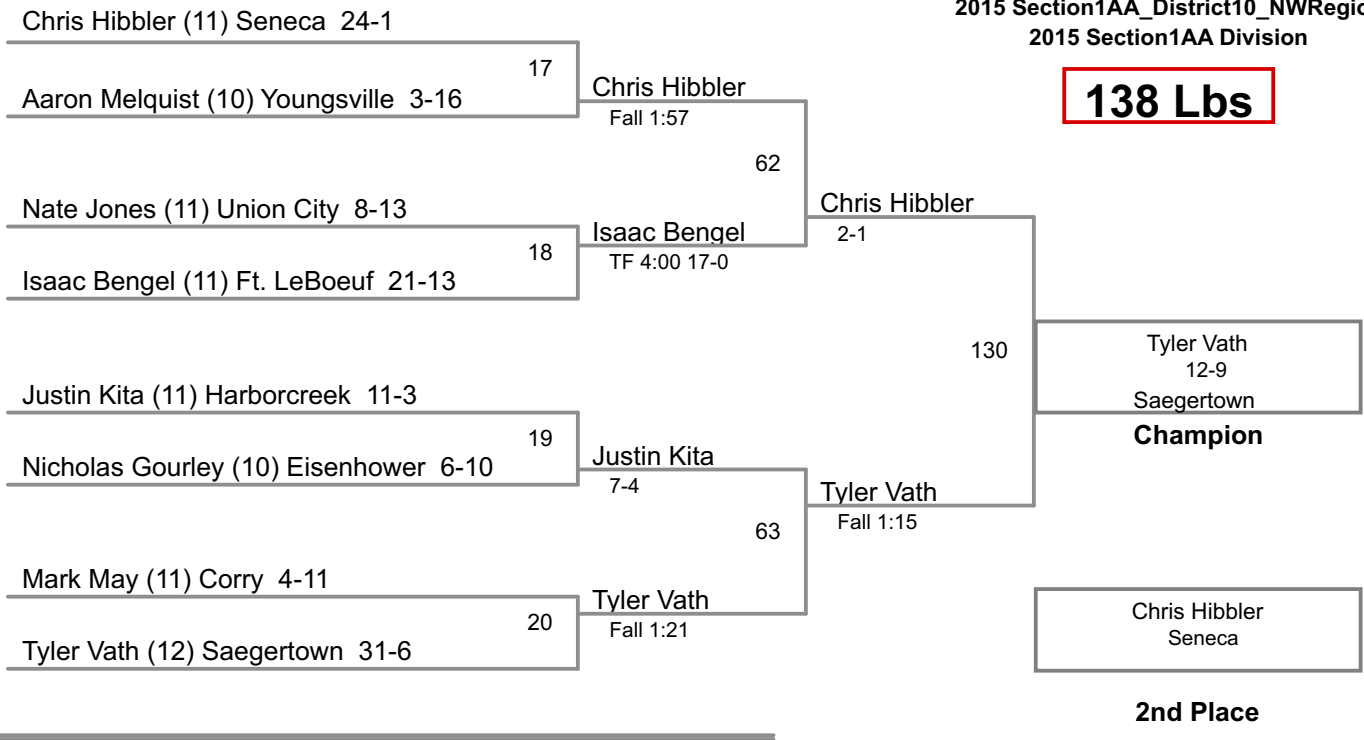 2015 Section1AA_District10_NWRegio
2015 Section1AA Division
138 Lbs
Chris Hibbler (11) Seneca 24-1
17
Aaron Melquist (10) Youngsville 3-16
Chris Hibbler
Fall 1:57
62
Nate Jones (11) Union City 8-13
18
Isaac Bengel (11) Ft. LeBoeuf 21-13
Isaac Bengel
TF 4:00 17-0
Chris Hibbler
2-1
130
Justin Kita (11) Harborcreek 11-3
19
Nicholas Gourley (10) Eisenhower 6-10
Justin Kita
7-4
63
Mark May (11) Corry 4-11
20
Tyler Vath (12) Saegertown 31-6
Tyler Vath
Fall 1:21
Tyler Vath
Fall 1:15
Tyler Vath
12-9
Saegertown
Champion
Chris Hibbler
Seneca
2nd Place